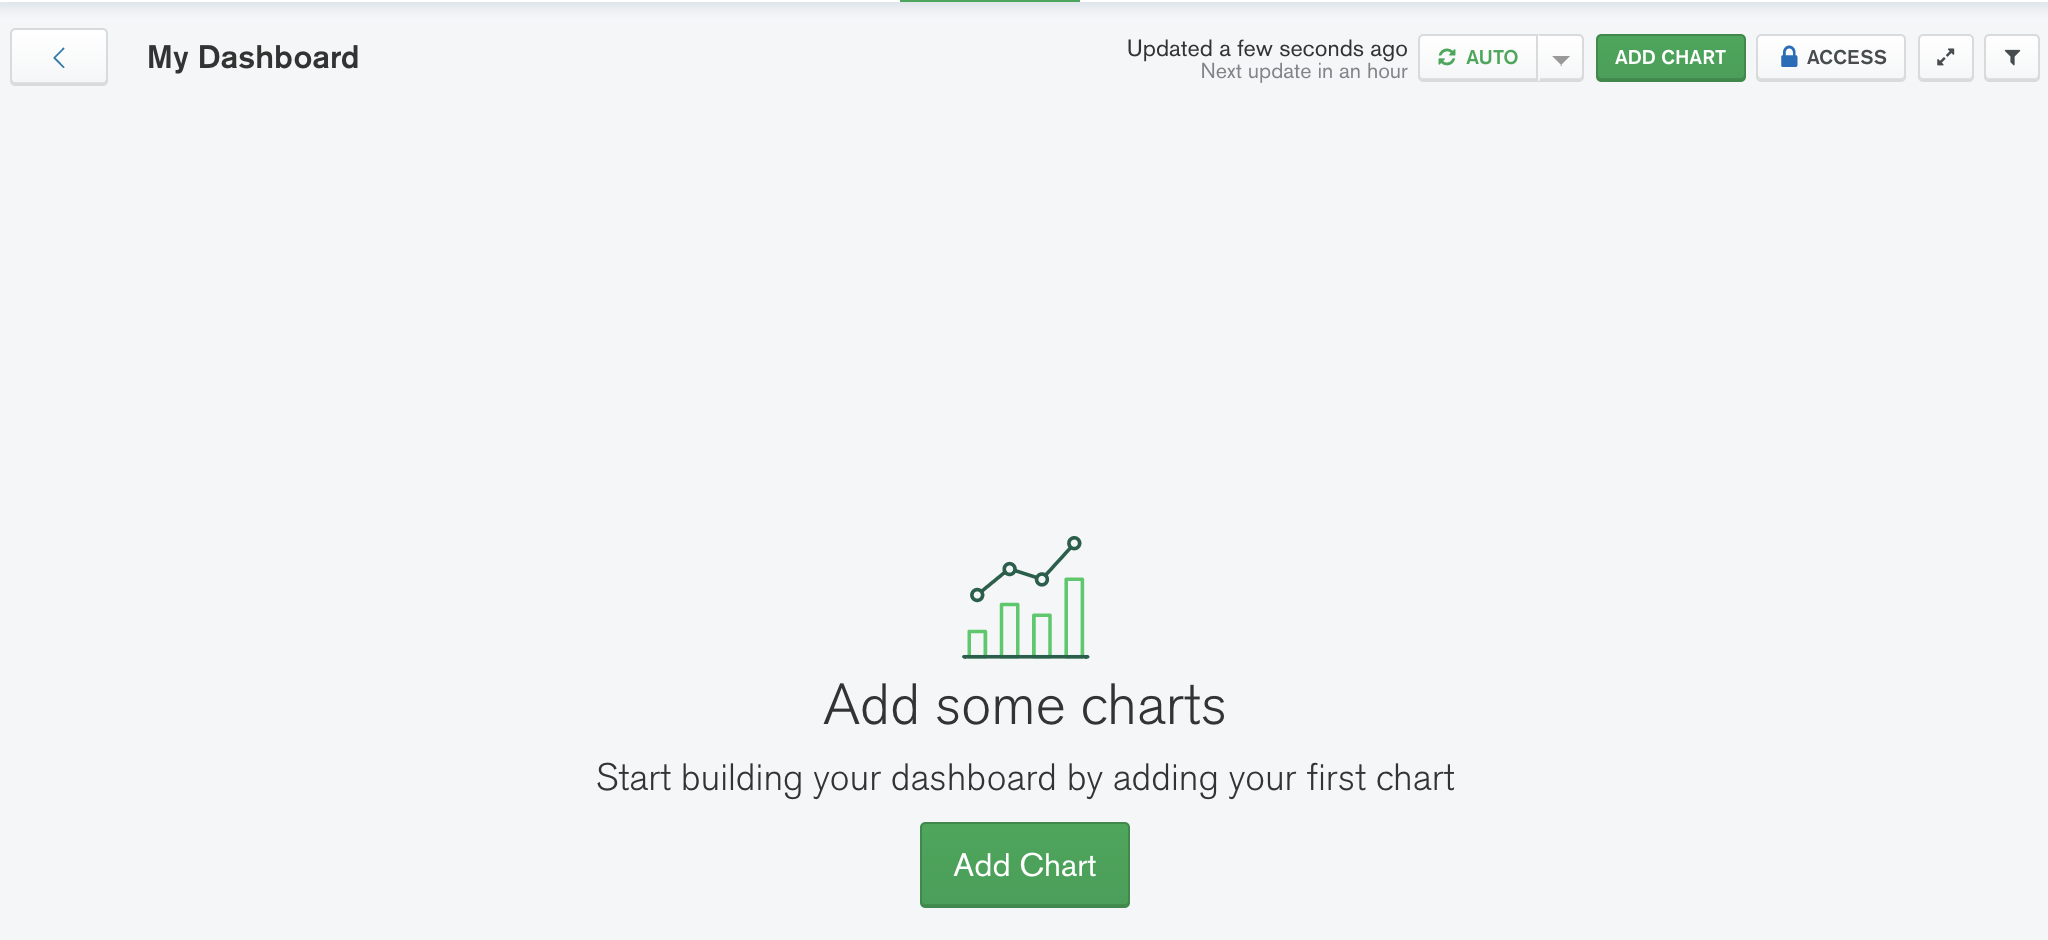 My Dashboard
Updated a few seconds ago
Next update in an hour
AUTO
ADD CHART
ACCESS
Add some charts
Start building your dashboard by adding your first chart
Add Chart